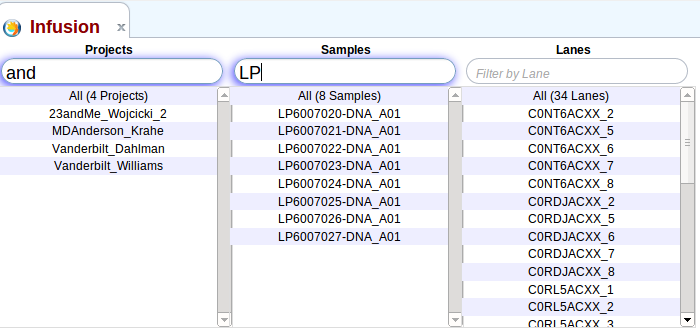 Infusion x
Projects
and
All (4 Projects)
23andMe_Wojcicki_2
MDAnderson_Krahe
Vanderbilt_Dahlman
Vanderbilt_Williams
Samples
LP
All (8 Samples)
LP6007020-DNA_A01
LP6007021-DNA_A01
LP6007022-DNA_A01
LP6007023-DNA_A01
LP6007024-DNA_A01
LP6007025-DNA_A01
LP6007026-DNA_A01
LP6007027-DNA_A01
Lanes
Filter by Lane
All (34 Lanes)
C0NT6ACXX_2
C0NT6ACXX_5
C0NT6ACXX_6
C0NT6ACXX_7
C0NT6ACXX_8
C0RDJACXX_2
C0RDJACXX_5
C0RDJACXX_6
C0RDJACXX_7
C0RDJACXX_8
C0RL5ACXX_1
C0RL5ACXX_2
C0RL5ACXX_3